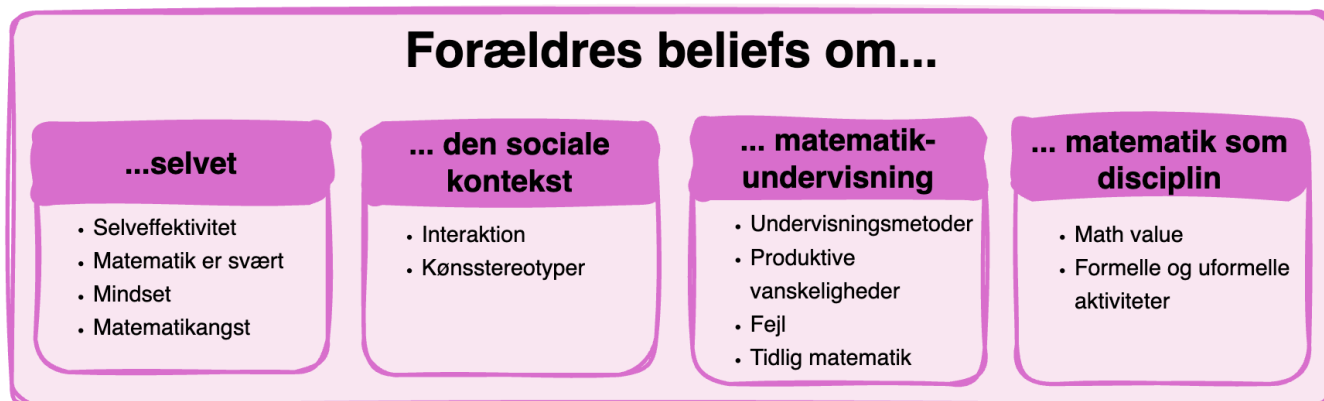 Forældres beliefs om...
...selvet
• Selveffektivitet
• Matematik er svært
• Mindset
• Matematikangst
... den sociale
kontekst
• Interaktion
• Kønsstereotyper
... matematik-
undervisning
• Undervisningsmetoder
• Produktive
vanskeligheder
• Fejl
• Tidlig matematik
... matematik som
disciplin
• Math value
• Formelle og uformelle
aktiviteter